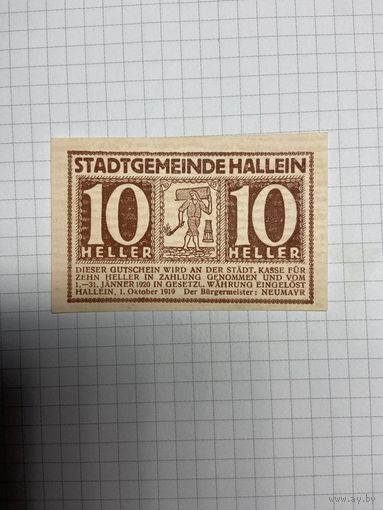 STADTGEMEINDE HALLEIN
10 10
HELLER HELLER
DIESER GUTSCHEIN WIRD AN DER STÄDT. KASSE FÜR
ZEHN HELLER IN ZAHLUNG GENOMMEN UND VOM
1.—31. JÄNNER 1920 IN GESETZL. WÄHRUNG EINGELÖST
HALLEIN, 1. Oktober 1919 Der Bürgermeister: NEUMAYR
www.ay.by